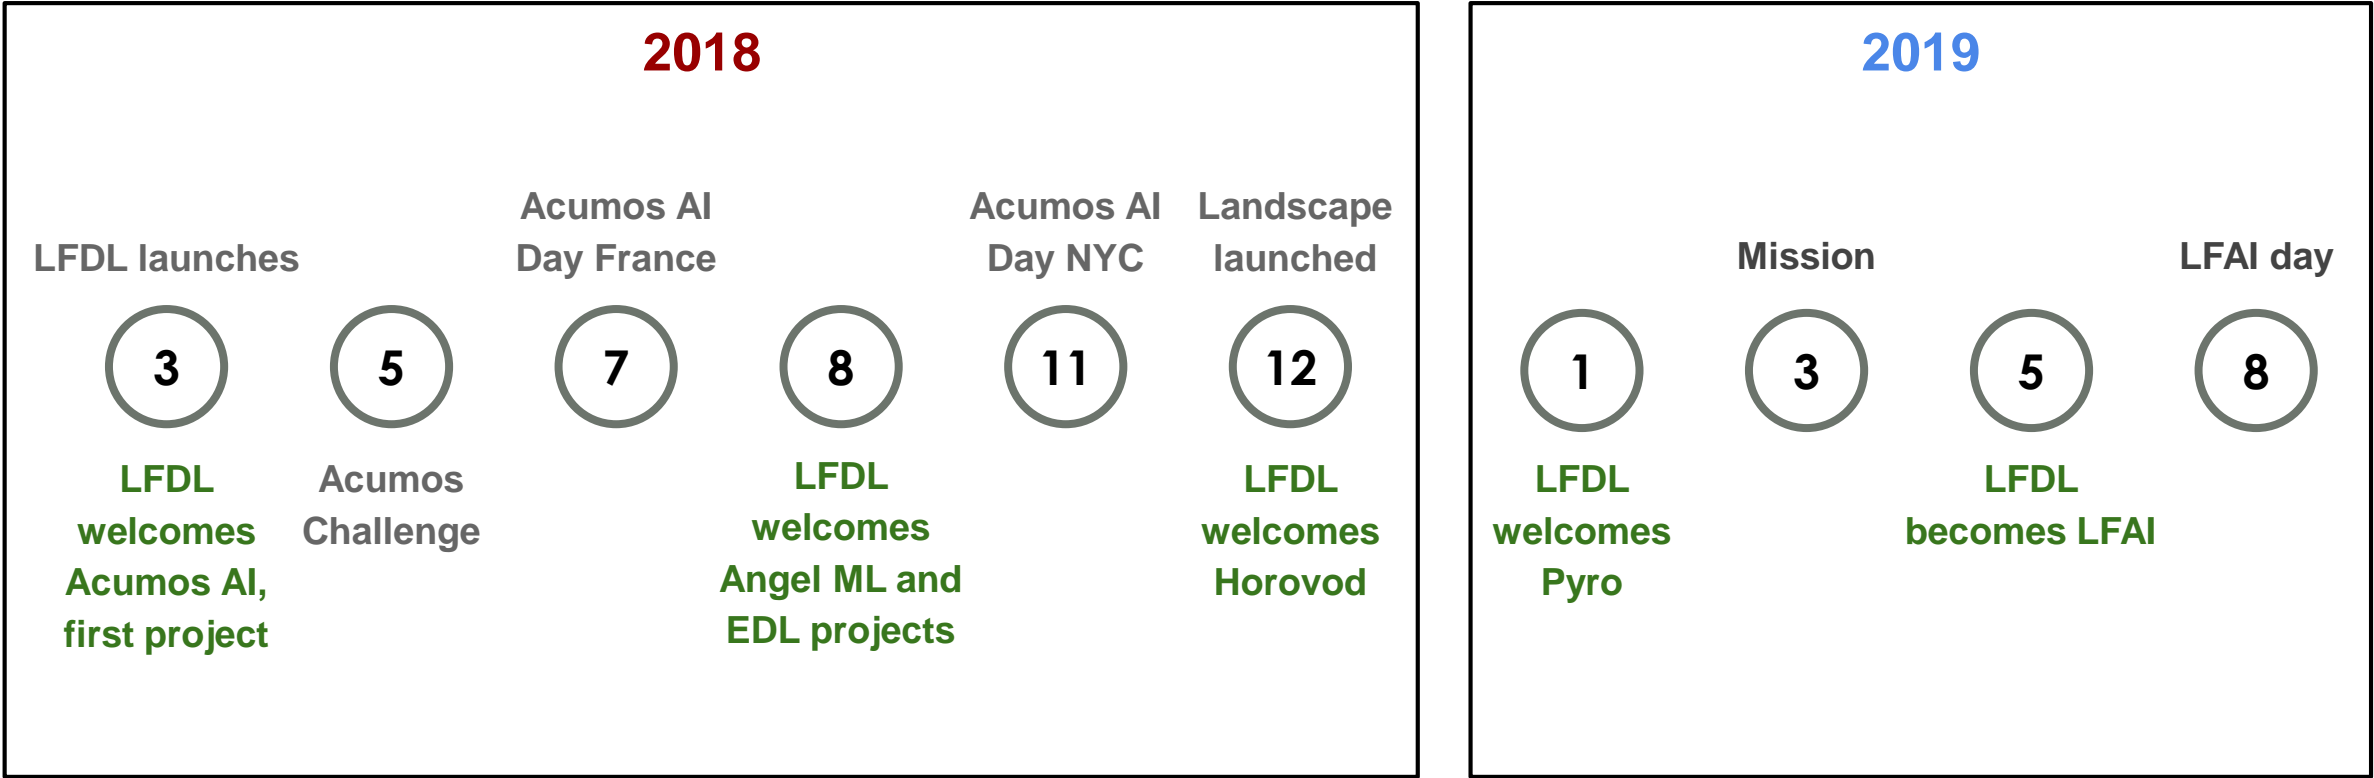 2018
LFDL launches
Acumos AI
Day France
Acumos AI
Day NYC
Landscape
launched
3
5
7
8
11
12
LFDL
welcomes
Acumos AI,
first project
Acumos
Challenge
LFDL
welcomes
Angel ML and
EDL projects
LFDL
welcomes
Horovod
2019
Mission
LFAI day
1
3
5
8
LFDL
welcomes
Pyro
LFDL
becomes LFAI